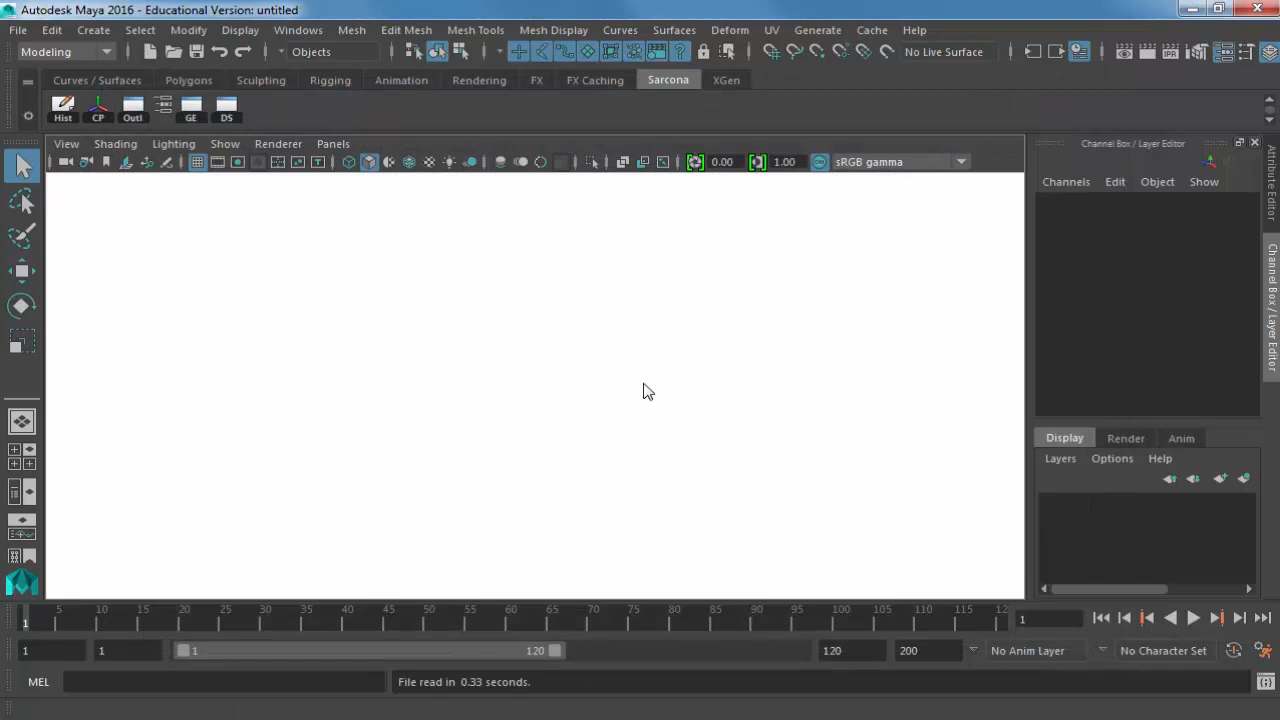 Autodesk Maya 2016 - Educational Version: untitled
File Edit Create Select Modify Display Windows Mesh Edit Mesh Mesh Tools Mesh Display Curves Surfaces Deform UV Generate Cache Help
Modeling Objects No Live Surface
Curves / Surfaces Polygons Sculpting Rigging Animation Rendering FX FX Caching Sarcona XGen
Hist CP Outl GE DS
View Shading Lighting Show Renderer Panels
0.00 1.00 sRGB gamma
Channel Box / Layer Editor
Channels Edit Object Show
Attribute Editor
Channel Box / Layer Editor
Display Render Anim
Layers Options Help
5 10 15 20 25 30 35 40 45 50 55 60 65 70 75 80 85 90 95 100 105 110 115 12
1 1
1 1 1 120 120 200 No Anim Layer No Character Set
MEL File read in 0.33 seconds.
IPR